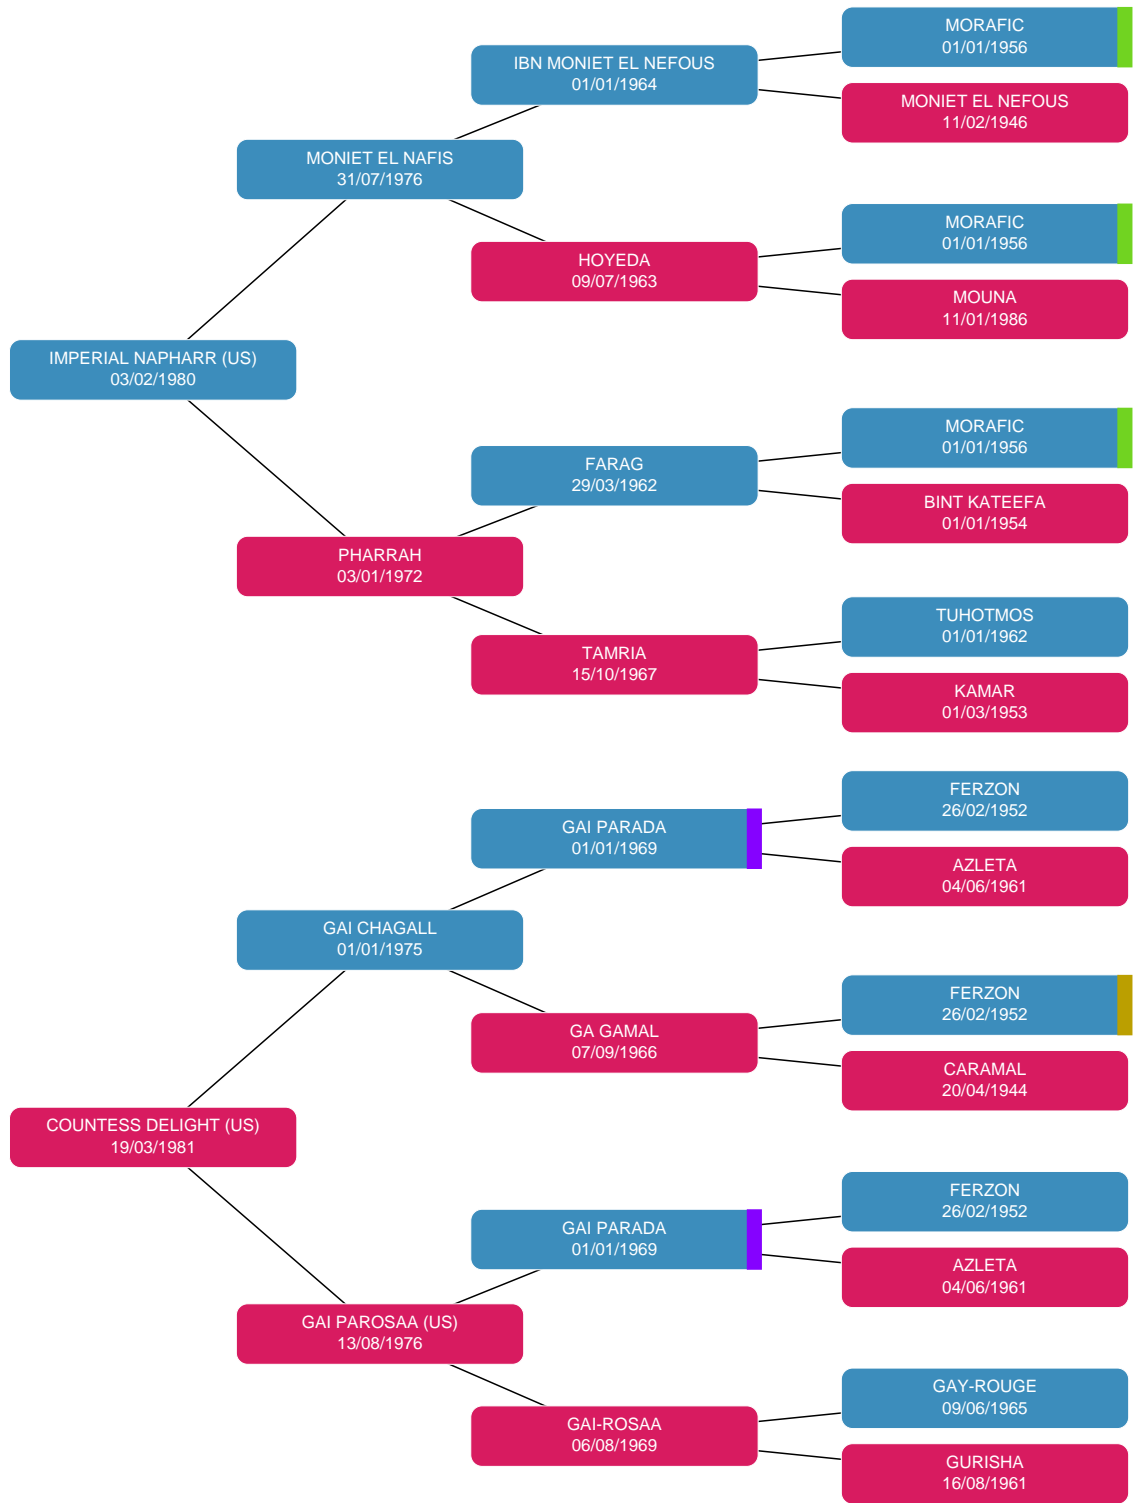 MORAFIC
01/01/1956
IBN MONIET EL NEFOUS
01/01/1964
MONIET EL NEFOUS
11/02/1946
MONIET EL NAFIS
31/07/1976
MORAFIC
01/01/1956
HOYEDA
09/07/1963
MOUNA
11/01/1986
IMPERIAL NAPHARR (US)
03/02/1980
MORAFIC
01/01/1956
FARAG
29/03/1962
BINT KATEEFA
01/01/1954
PHARRAH
03/01/1972
TUHOTMOS
01/01/1962
TAMRIA
15/10/1967
KAMAR
01/03/1953
FERZON
26/02/1952
GAI PARADA
01/01/1969
AZLETA
04/06/1961
GAI CHAGALL
01/01/1975
FERZON
26/02/1952
GA GAMAL
07/09/1966
CARAMAL
20/04/1944
COUNTESS DELIGHT (US)
19/03/1981
FERZON
26/02/1952
GAI PARADA
01/01/1969
AZLETA
04/06/1961
GAI PAROSAA (US)
13/08/1976
GAY-ROUGE
09/06/1965
GAI-ROSAA
06/08/1969
GURISHA
16/08/1961